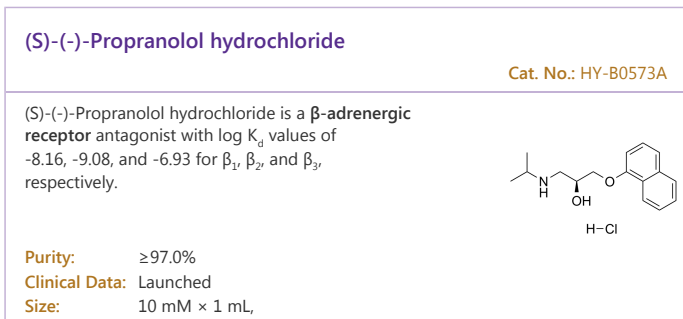 (S)-(-)-Propranolol hydrochloride
Cat. No.: HY-B0573A
(S)-(-)-Propranolol hydrochloride is a β-adrenergic
receptor antagonist with log Kd values of
-8.16, -9.08, and -6.93 for β1, β2, and β3,
respectively.
N
H
OH
O
H–Cl
Purity: ≥97.0%
Clinical Data: Launched
Size: 10 mM × 1 mL,